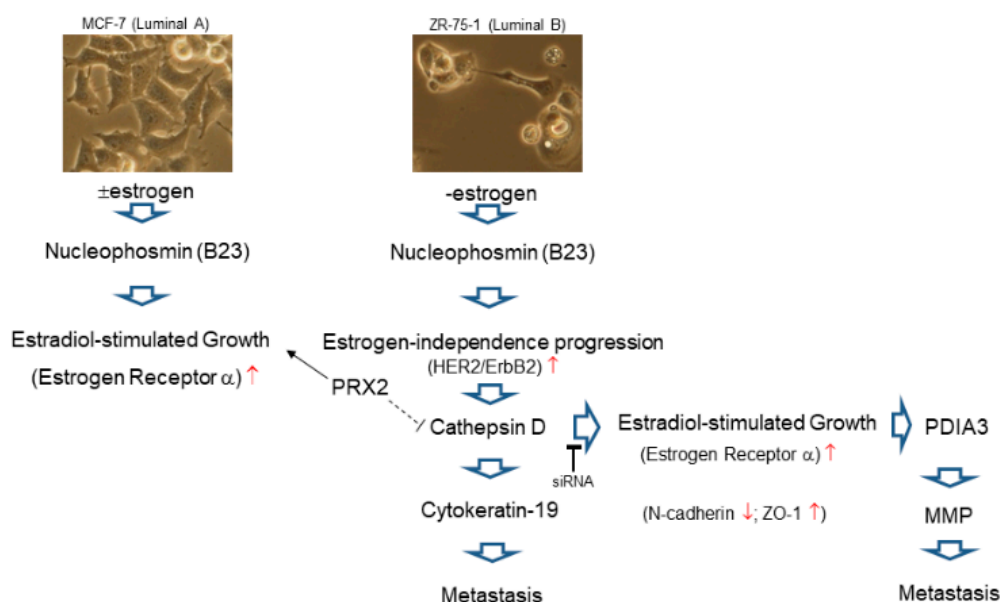 MCF-7 (Luminal A)
ZR-75-1 (Luminal B)
±estrogen
-estrogen
Nucleophosmin (B23)
Nucleophosmin (B23)
Estradiol-stimulated Growth
(Estrogen Receptor α) ↑
Estrogen-independence progression
(HER2/ErbB2) ↑
PRX2
Cathepsin D
siRNA
Estradiol-stimulated Growth
(Estrogen Receptor α) ↑
PDIA3
Cytokeratin-19
(N-cadherin ↓; ZO-1 ↑)
MMP
Metastasis
Metastasis